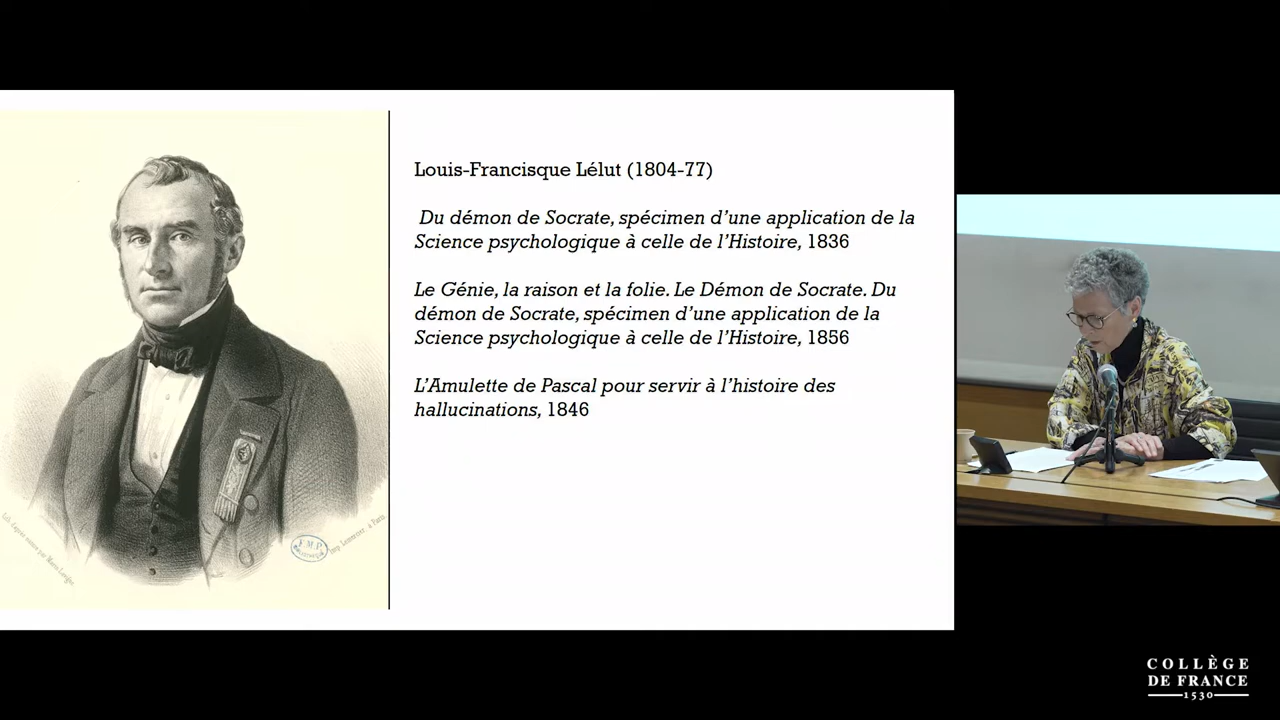 Louis-Francisque Lélut (1804-77)
Du démon de Socrate, spécimen d’une application de la
Science psychologique à celle de l’Histoire, 1836
Le Génie, la raison et la folie. Le Démon de Socrate. Du
démon de Socrate, spécimen d’une application de la
Science psychologique à celle de l’Histoire, 1856
L’Amulette de Pascal pour servir à l’histoire des
hallucinations, 1846
F.M.P.
Imp. Lemercier à Paris.
COLLÈGE
DE FRANCE
1530